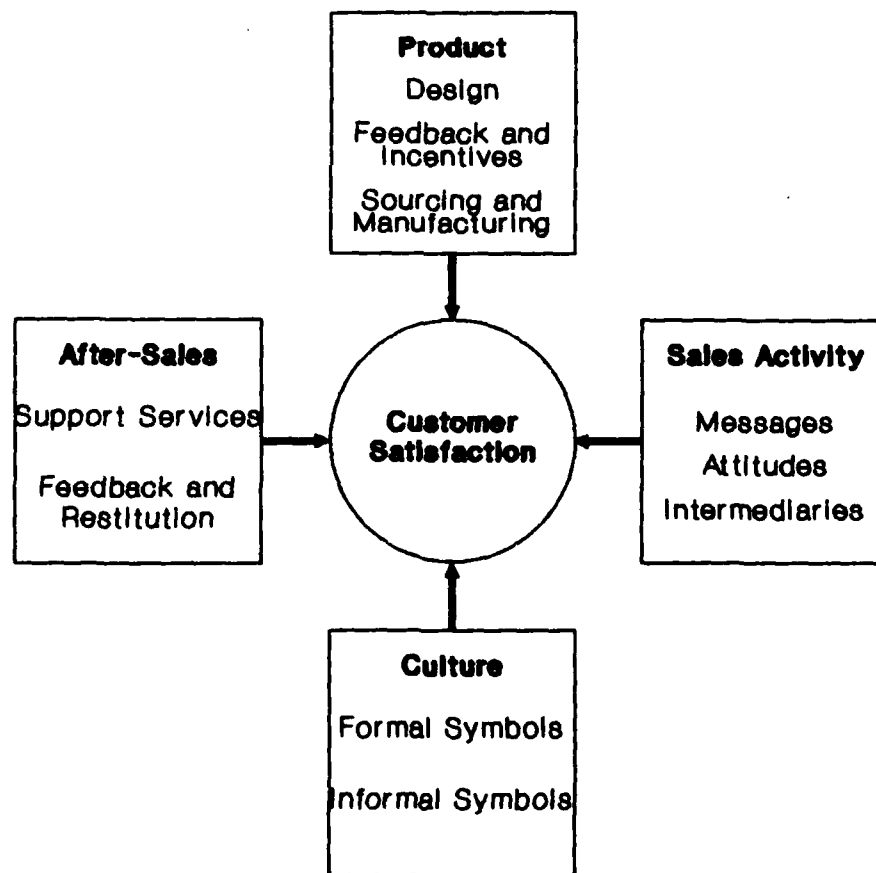 Product
Design
Feedback and
Incentives
Sourcing and
Manufacturing
After-Sales
Support Services
Feedback and
Restitution
Customer
Satisfaction
Sales Activity
Messages
Attitudes
Intermediaries
Culture
Formal Symbols
Informal Symbols